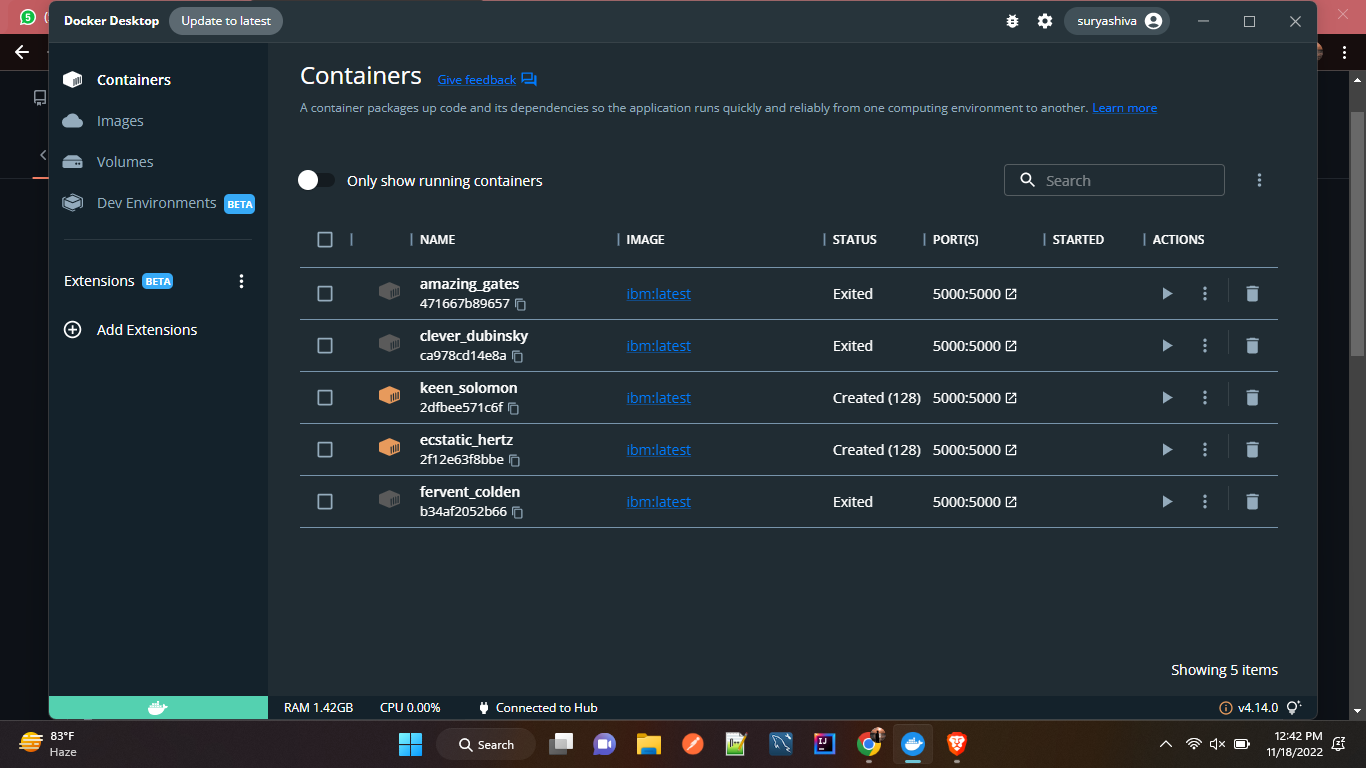 5
Docker Desktop
Update to latest
suryashiva
Containers
Images
Volumes
Dev Environments BETA
Extensions BETA
Add Extensions
Containers Give feedback
A container packages up code and its dependencies so the application runs quickly and reliably from one computing environment to another. Learn more
Only show running containers
Search
NAME IMAGE STATUS PORT(S) STARTED ACTIONS
amazing_gates
471667b89657
ibm:latest Exited 5000:5000
clever_dubinsky
ca978cd14e8a
ibm:latest Exited 5000:5000
keen_solomon
2dfbee571c6f
ibm:latest Created (128) 5000:5000
ecstatic_hertz
2f12e63f8bbe
ibm:latest Created (128) 5000:5000
fervent_colden
b34af2052b66
ibm:latest Exited 5000:5000
Showing 5 items
RAM 1.42GB CPU 0.00% Connected to Hub
v4.14.0
83°F
Haze
Search
IJ
12:42 PM
11/18/2022